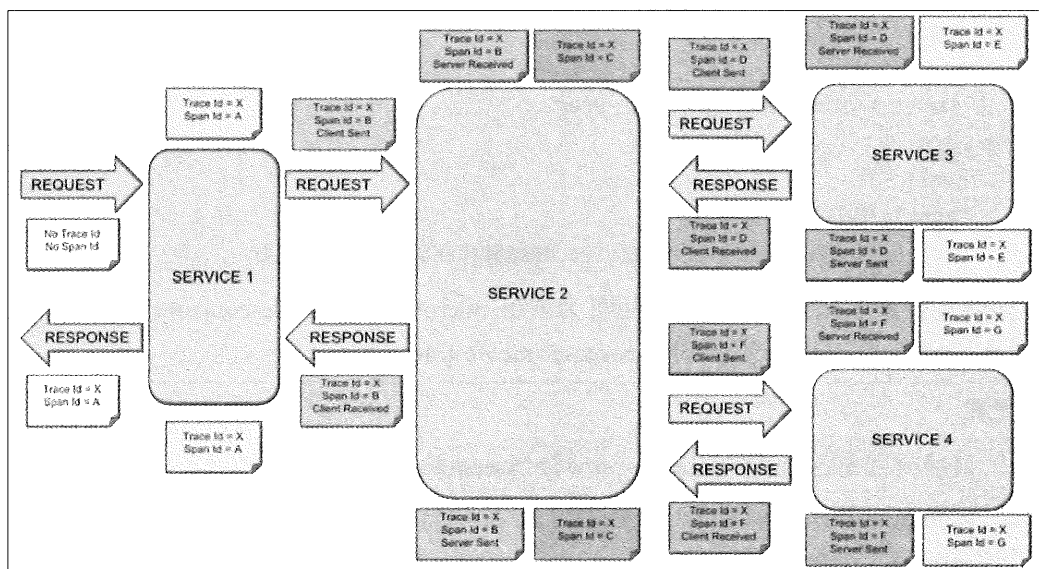 Trace Id = X
Span Id = B
Server Received
Trace Id = X
Span Id = C
Trace Id = X
Span Id = D
Client Sent
Trace Id = X
Span Id = D
Server Received
Trace Id = X
Span Id = E
Trace Id = X
Span Id = A
Trace Id = X
Span Id = B
Client Sent
REQUEST
REQUEST
REQUEST
SERVICE 3
RESPONSE
No Trace Id
No Span Id
Trace Id = X
Span Id = D
Client Received
Trace Id = X
Span Id = D
Server Sent
Trace Id = X
Span Id = E
SERVICE 1
SERVICE 2
RESPONSE
RESPONSE
Trace Id = X
Span Id = F
Client Sent
Trace Id = X
Span Id = F
Server Received
Trace Id = X
Span Id = G
Trace Id = X
Span Id = A
Trace Id = X
Span Id = B
Client Received
REQUEST
SERVICE 4
Trace Id = X
Span Id = A
RESPONSE
Trace Id = X
Span Id = B
Server Sent
Trace Id = X
Span Id = C
Trace Id = X
Span Id = F
Client Received
Trace Id = X
Span Id = F
Server Sent
Trace Id = X
Span Id = G